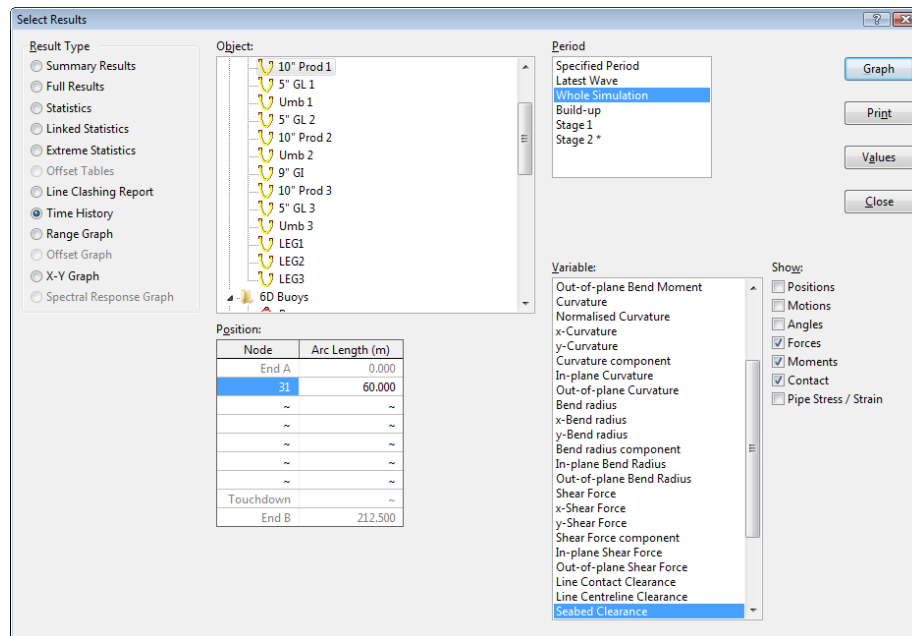 Select Results
Result Type
Summary Results
Full Results
Statistics
Linked Statistics
Extreme Statistics
Offset Tables
Line Clashing Report
Time History
Range Graph
Offset Graph
X-Y Graph
Spectral Response Graph
Object:
10" Prod 1
5" GL 1
Umb 1
5" GL 2
10" Prod 2
Umb 2
9" GI
10" Prod 3
5" GL 3
Umb 3
LEG1
LEG2
LEG3
6D Buoys
Position:
Node Arc Length (m)
End A 0.000
31 60.000
~ ~
~ ~
~ ~
~ ~
~ ~
Touchdown ~
End B 212.500
Period
Specified Period
Latest Wave
Whole Simulation
Build-up
Stage 1
Stage 2 *
Variable:
Out-of-plane Bend Moment
Curvature
Normalised Curvature
x-Curvature
y-Curvature
Curvature component
In-plane Curvature
Out-of-plane Curvature
Bend radius
x-Bend radius
y-Bend radius
Bend radius component
In-plane Bend Radius
Out-of-plane Bend Radius
Shear Force
x-Shear Force
y-Shear Force
Shear Force component
In-plane Shear Force
Out-of-plane Shear Force
Line Contact Clearance
Line Centreline Clearance
Seabed Clearance
Show:
Positions
Motions
Angles
Forces
Moments
Contact
Pipe Stress / Strain
Graph
Print
Values
Close